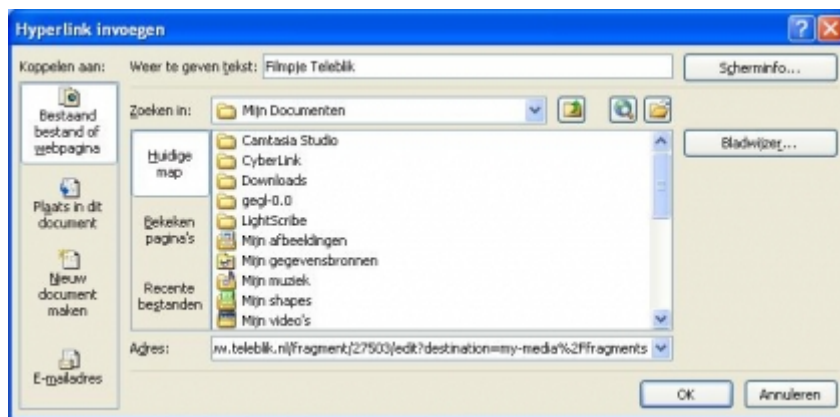 Hyperlink invoegen
Koppelen aan:
Weer te geven tekst: Filmpje Teleblik
Scherminfo...
Bestaand
bestand of
webpagina
Plaats in dit
document
Nieuw
document
maken
E-mailadres
Zoeken in:
Mijn Documenten
Bladwijzer...
Huidige
map
Bekeken
pagina's
Recente
bestanden
Camtasia Studio
CyberLink
Downloads
gegl-0.0
LightScribe
Mijn afbeeldingen
Mijn gegevensbronnen
Mijn muziek
Mijn shapes
Mijn video's
Adres:
w.teleblik.nl/fragment/27503/edit?destination=my-media%2Ffragments
OK
Annuleren